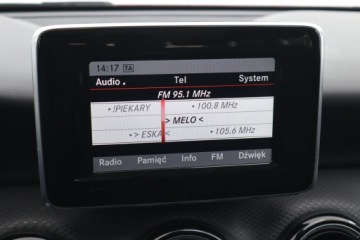 14:17 TA
Audio Tel System
FM 95.1 MHz
• !PIEKARY • 100.8 MHz
> MELO <
• > ESKA < • 105.6 MHz
Radio Pamięć Info FM Dźwięk